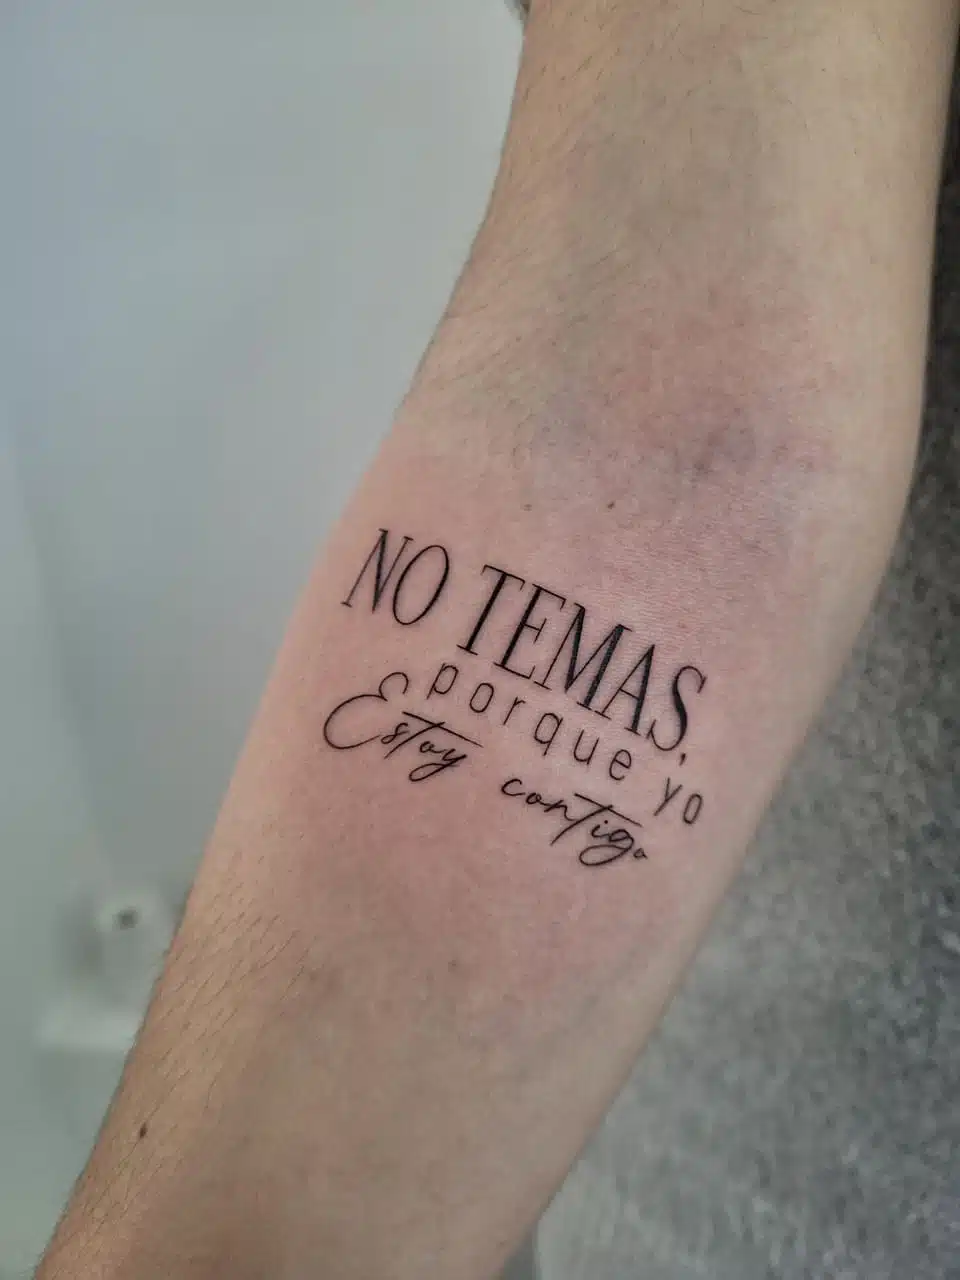 NO TEMAS,
porque yo
Estoy contigo